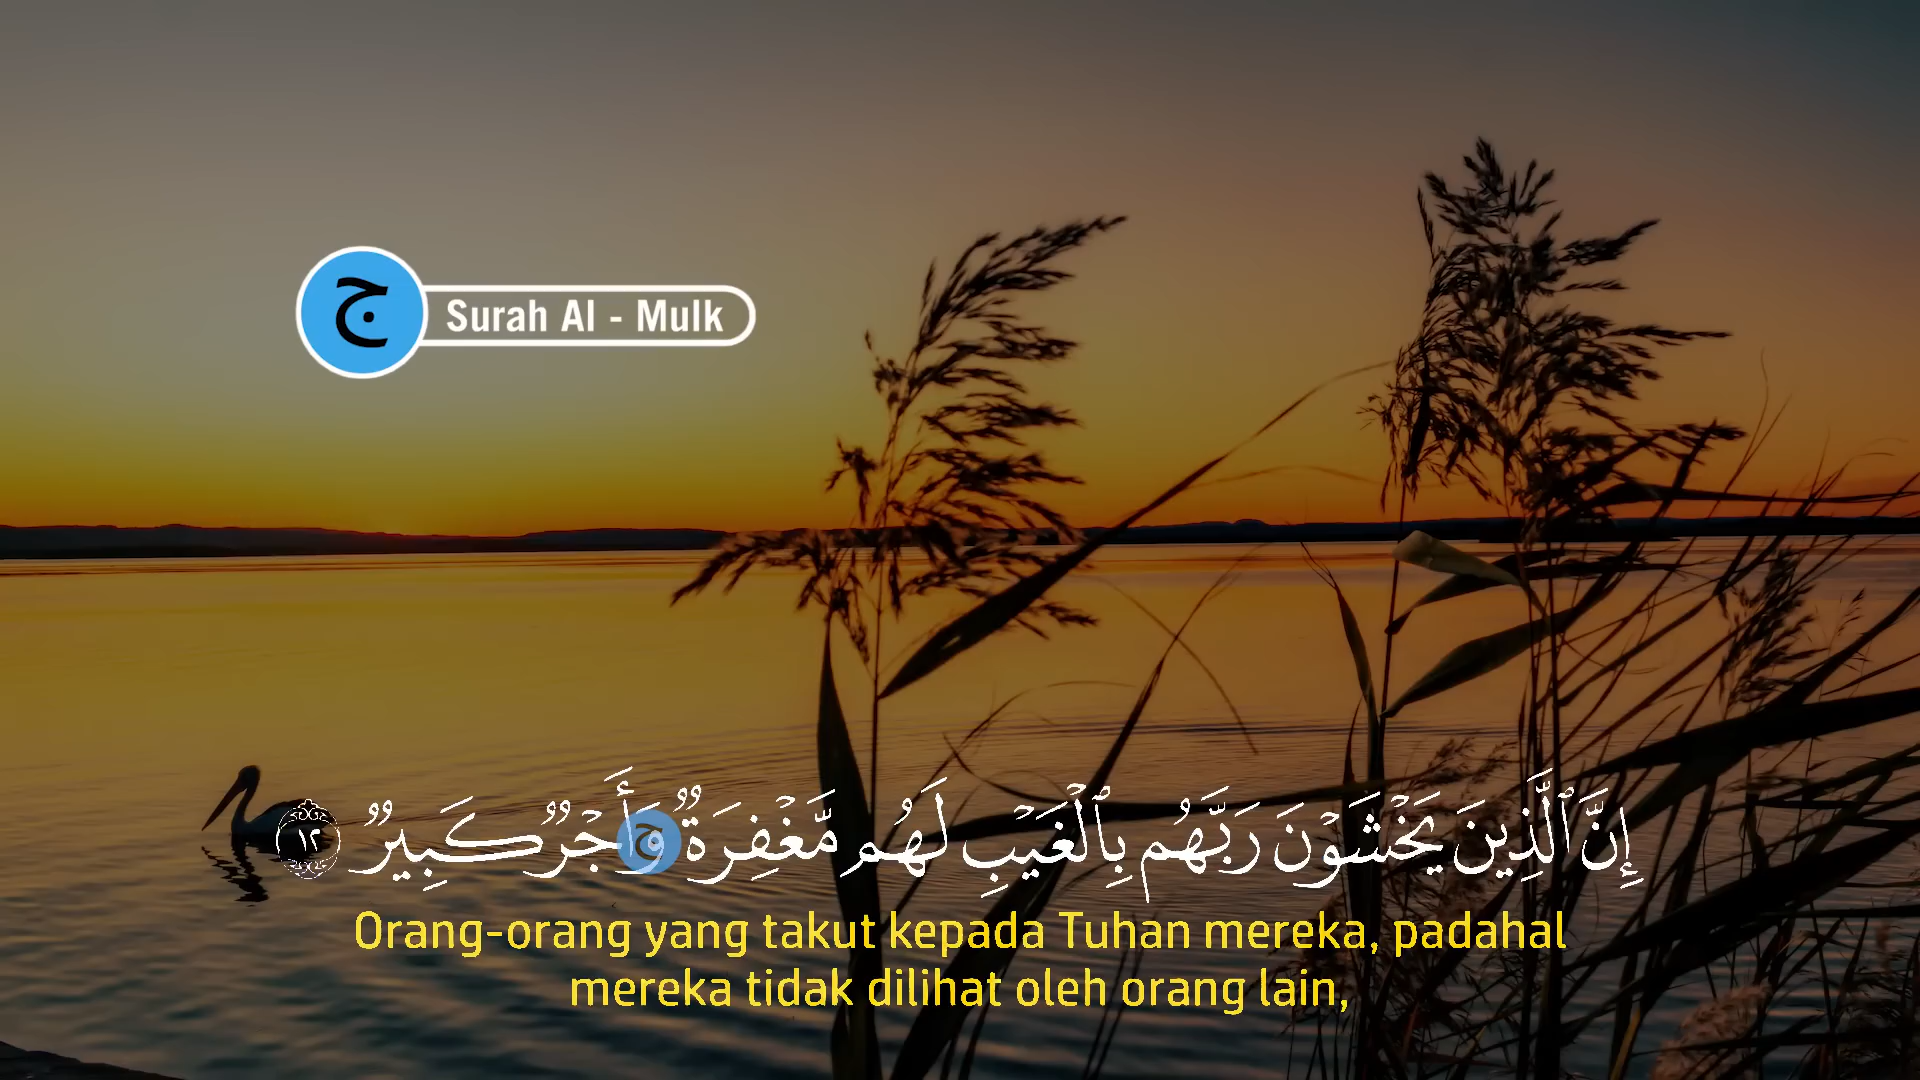 ج
Surah Al - Mulk
إِنَّ ٱلَّذِينَ يَخْشَوْنَ رَبَّهُم بِٱلْغَيْبِ لَهُم مَّغْفِرَةٌ وَأَجْرٌ كَبِيرٌ ١٢
ج
Orang-orang yang takut kepada Tuhan mereka, padahal
mereka tidak dilihat oleh orang lain,